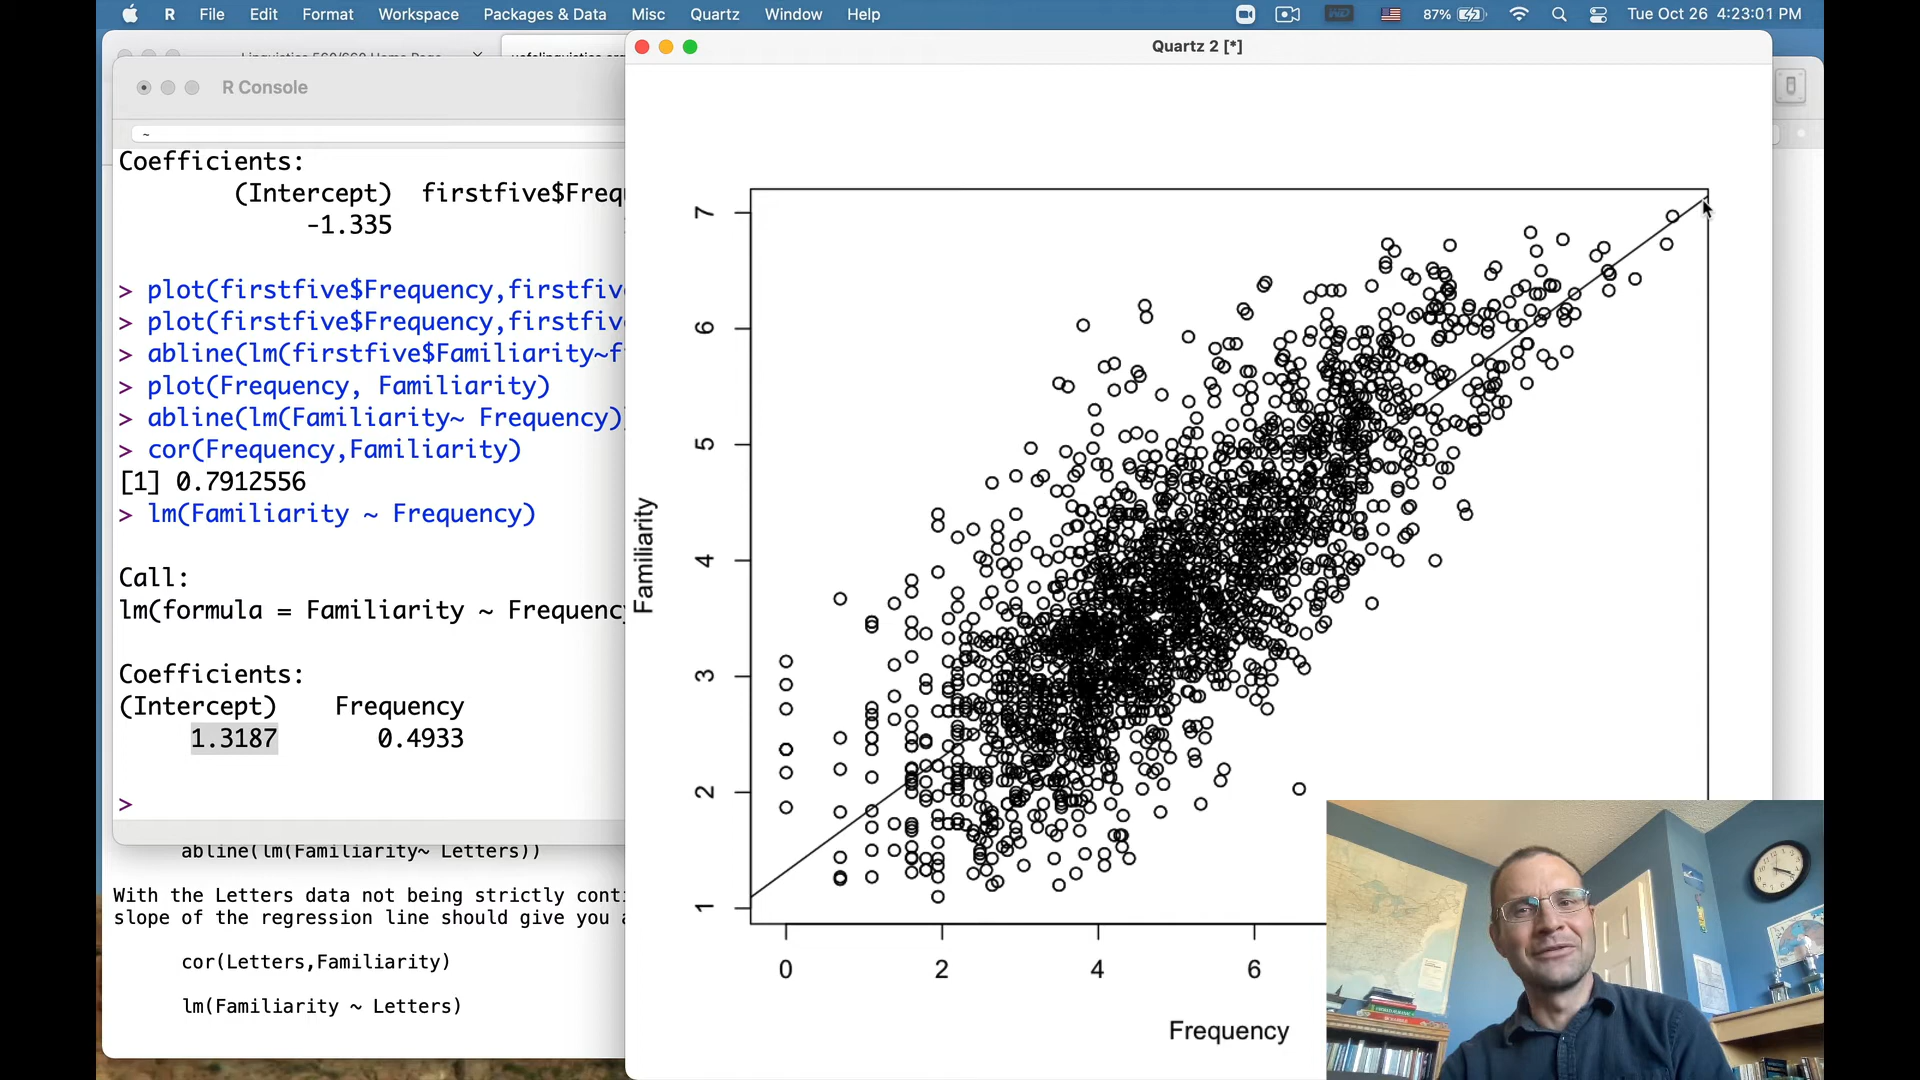 R File Edit Format Workspace Packages & Data Misc Quartz Window Help 87% Tue Oct 26 4:23:01 PM
Quartz 2 [*]
R Console
~
Coefficients:
(Intercept) firstfive$Freq
-1.335
> plot(firstfive$Frequency,firstfiv
> plot(firstfive$Frequency,firstfiv
> abline(lm(firstfive$Familiarity~f
> plot(Frequency, Familiarity)
> abline(lm(Familiarity~ Frequency)
> cor(Frequency,Familiarity)
[1] 0.7912556
> lm(Familiarity ~ Frequency)
Call:
lm(formula = Familiarity ~ Frequency
Coefficients:
(Intercept) Frequency
1.3187 0.4933
>
abline(lm(Familiarity~ Letters))
With the Letters data not being strictly conti
slope of the regression line should give you a
cor(Letters,Familiarity)
lm(Familiarity ~ Letters)
7
6
5
4
3
2
1
Familiarity
0 2 4 6
Frequency